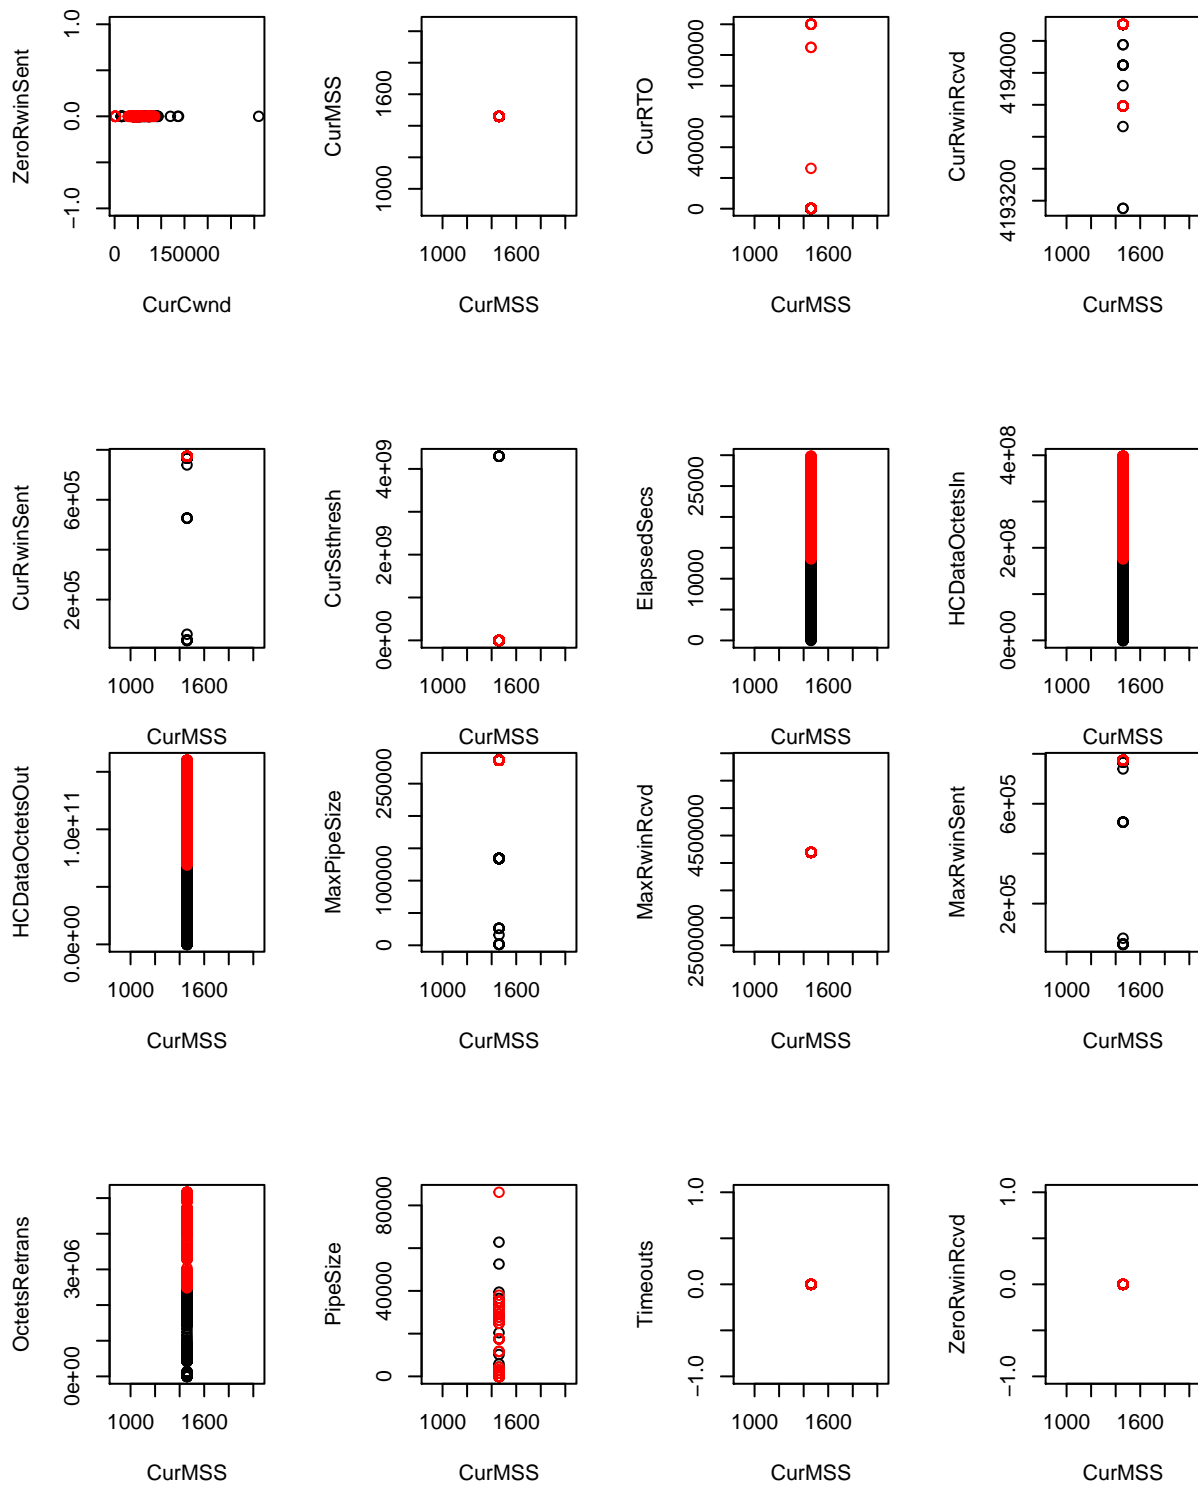 ZeroRwinSent
−1.0 0.0 1.0
0 150000
CurCwnd
CurMSS
1000 1600
1000 1600
CurMSS
CurRTO
0 40000 100000
1000 1600
CurMSS
CurRwinRcvd
4193200 4194000
1000 1600
CurMSS
CurRwinSent
2e+05 6e+05
1000 1600
CurMSS
CurSsthresh
0e+00 2e+09 4e+09
1000 1600
CurMSS
ElapsedSecs
0 10000 25000
1000 1600
CurMSS
HCDataOctetsIn
0e+00 2e+08 4e+08
1000 1600
CurMSS
HCDataOctetsOut
0.0e+00 1.0e+11
1000 1600
CurMSS
MaxPipeSize
0 100000 250000
1000 1600
CurMSS
MaxRwinRcvd
2500000 4500000
1000 1600
CurMSS
MaxRwinSent
2e+05 6e+05
1000 1600
CurMSS
OctetsRetrans
0e+00 3e+06
1000 1600
CurMSS
PipeSize
0 40000 80000
1000 1600
CurMSS
Timeouts
−1.0 0.0 1.0
1000 1600
CurMSS
ZeroRwinRcvd
−1.0 0.0 1.0
1000 1600
CurMSS